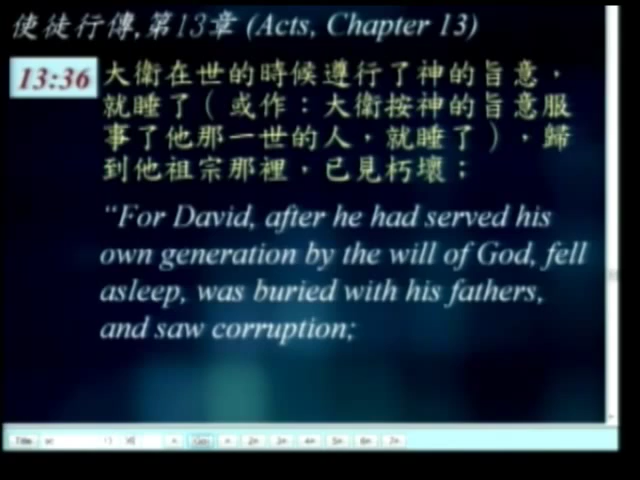 使徒行傳,第13章 (Acts, Chapter 13)
13:36 大衛在世的時候遵行了神的旨意，
就睡了（或作：大衛按神的旨意服
事了他那一世的人，就睡了），歸
到他祖宗那裡，已見朽壞；
“For David, after he had served his
own generation by the will of God, fell
asleep, was buried with his fathers,
and saw corruption;
Title
Go